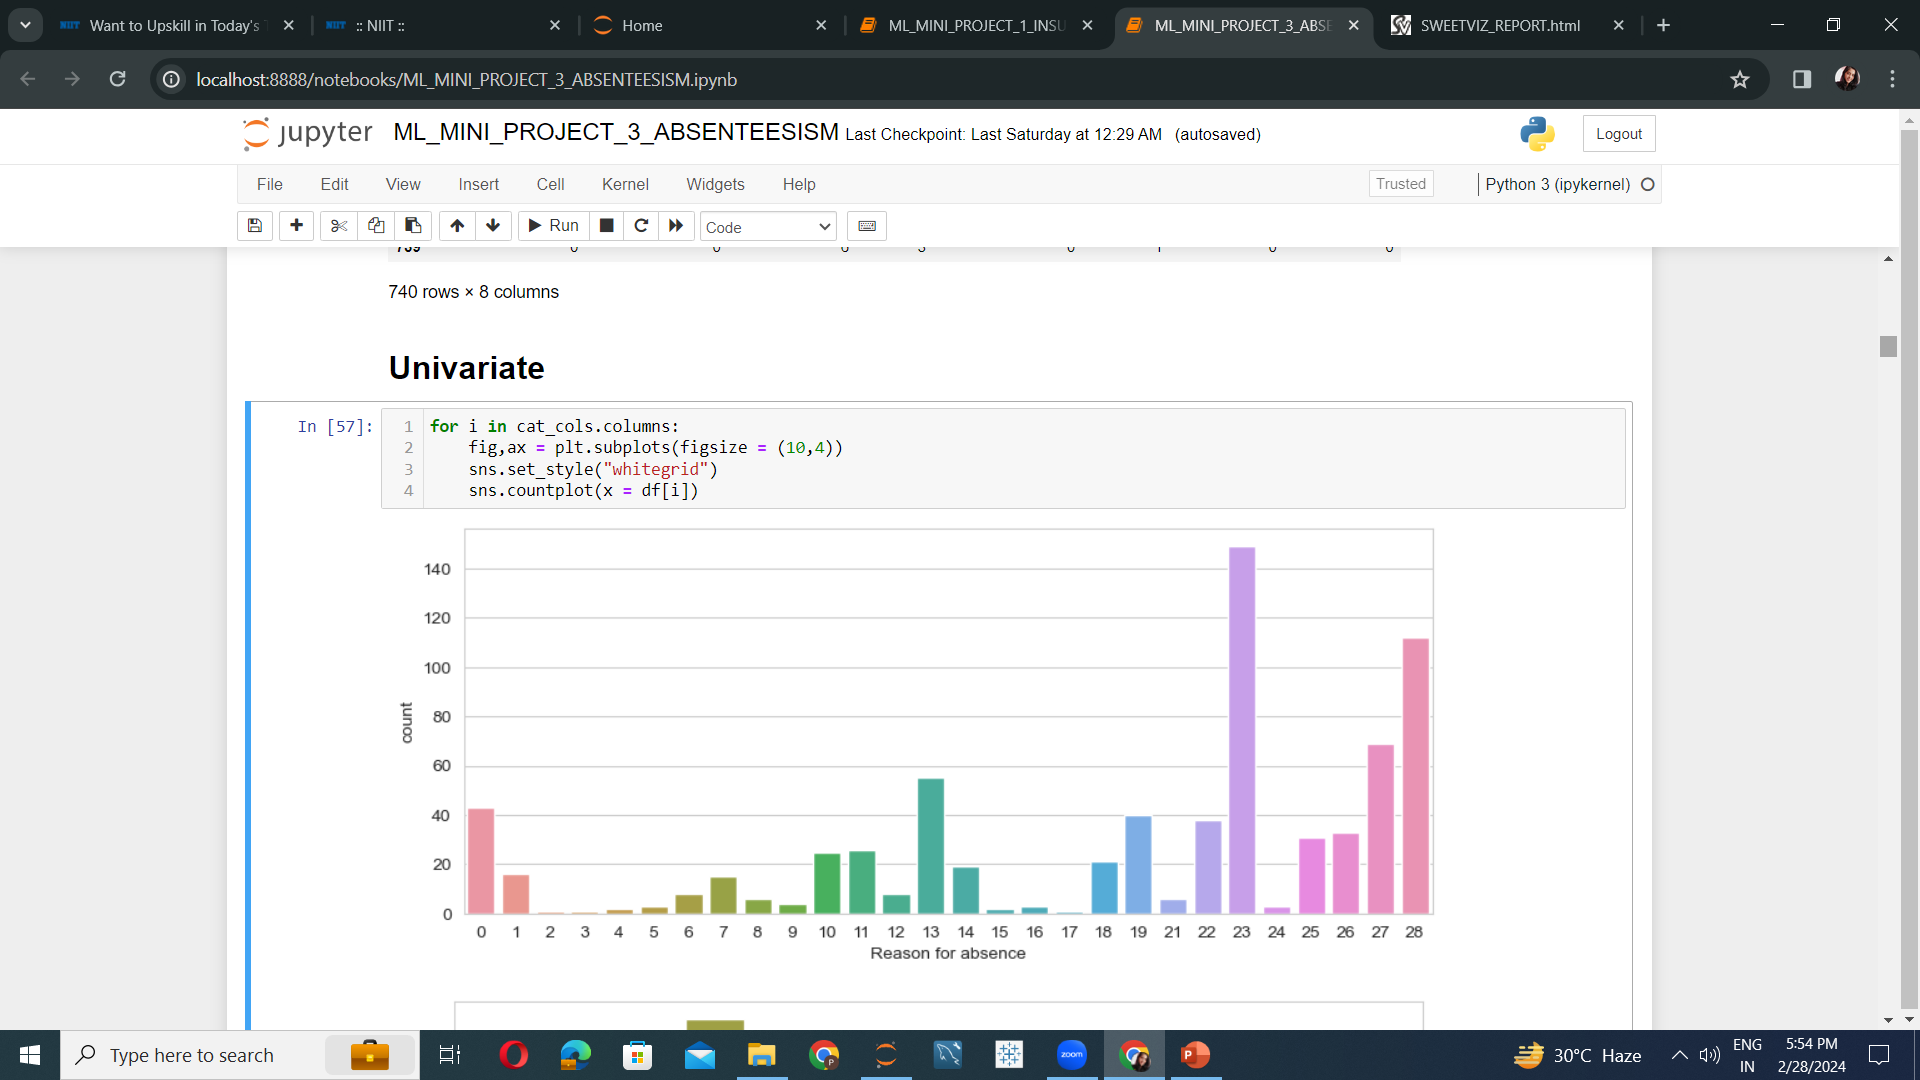 NIIT Want to Upskill in Today's
NIIT :: NIIT ::
Home
ML_MINI_PROJECT_1_INSU
ML_MINI_PROJECT_3_ABSE
SWEETVIZ_REPORT.html
localhost:8888/notebooks/ML_MINI_PROJECT_3_ABSENTEESISM.ipynb
jupyter ML_MINI_PROJECT_3_ABSENTEESISM Last Checkpoint: Last Saturday at 12:29 AM (autosaved)
Logout
File Edit View Insert Cell Kernel Widgets Help
Trusted
Python 3 (ipykernel)
Run
Code
740 rows × 8 columns
Univariate
In [57]:
1 for i in cat_cols.columns:
2 fig,ax = plt.subplots(figsize = (10,4))
3 sns.set_style("whitegrid")
4 sns.countplot(x = df[i])
140
120
100
80
60
40
20
0
count
0 1 2 3 4 5 6 7 8 9 10 11 12 13 14 15 16 17 18 19 21 22 23 24 25 26 27 28
Reason for absence
Type here to search
zoom
P
30°C Haze
ENG
IN
5:54 PM
2/28/2024